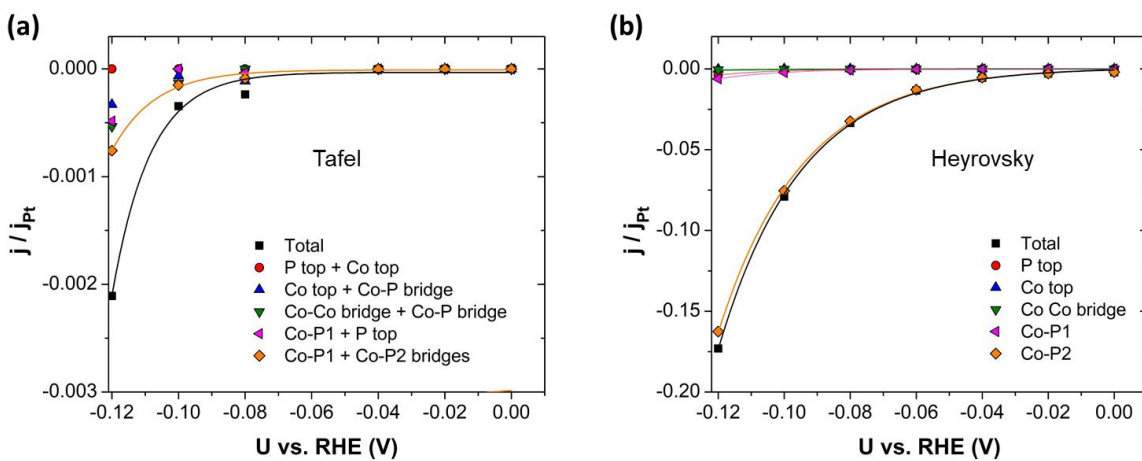 (a)
0.000
-0.001
-0.002
-0.003
j / jPt
Tafel
Total
P top + Co top
Co top + Co-P bridge
Co-Co bridge + Co-P bridge
Co-P1 + P top
Co-P1 + Co-P2 bridges
-0.12 -0.10 -0.08 -0.06 -0.04 -0.02 0.00
U vs. RHE (V)
(b)
0.00
-0.05
-0.10
-0.15
-0.20
j / jPt
Heyrovsky
Total
P top
Co top
Co Co bridge
Co-P1
Co-P2
-0.12 -0.10 -0.08 -0.06 -0.04 -0.02 0.00
U vs. RHE (V)